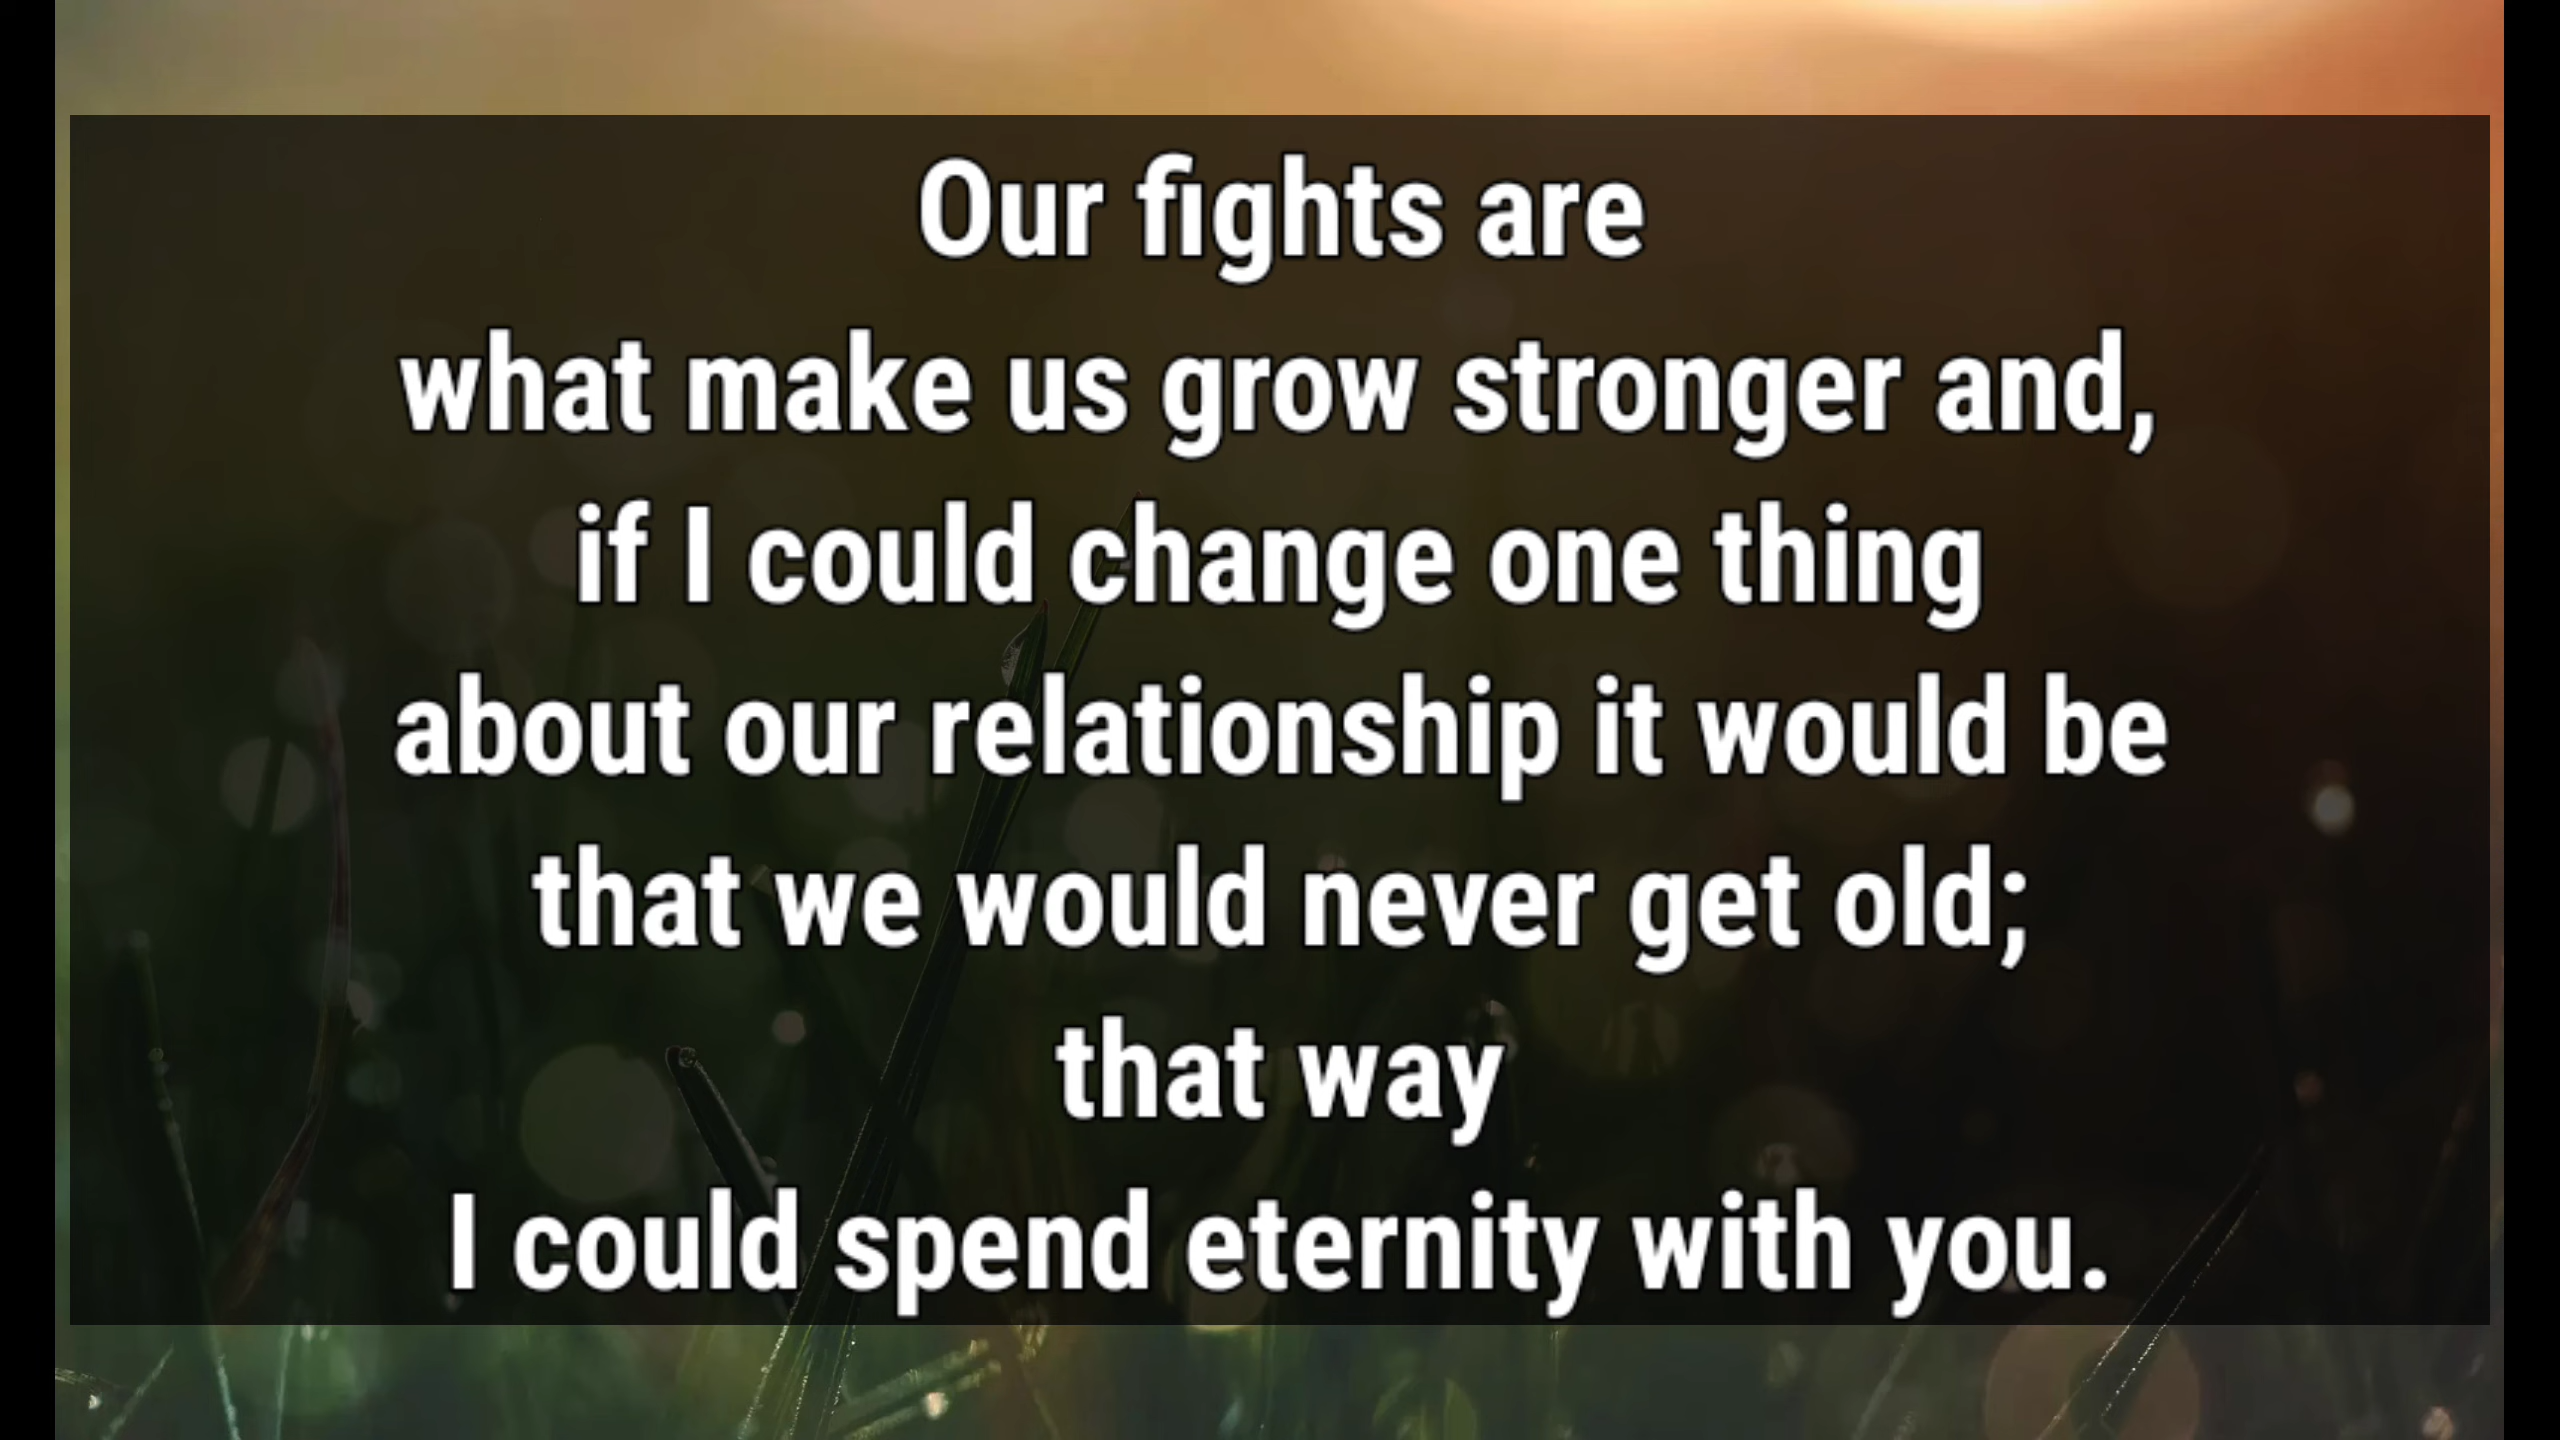 Our fights are
what make us grow stronger and,
if I could change one thing
about our relationship it would be
that we would never get old;
that way
I could spend eternity with you.